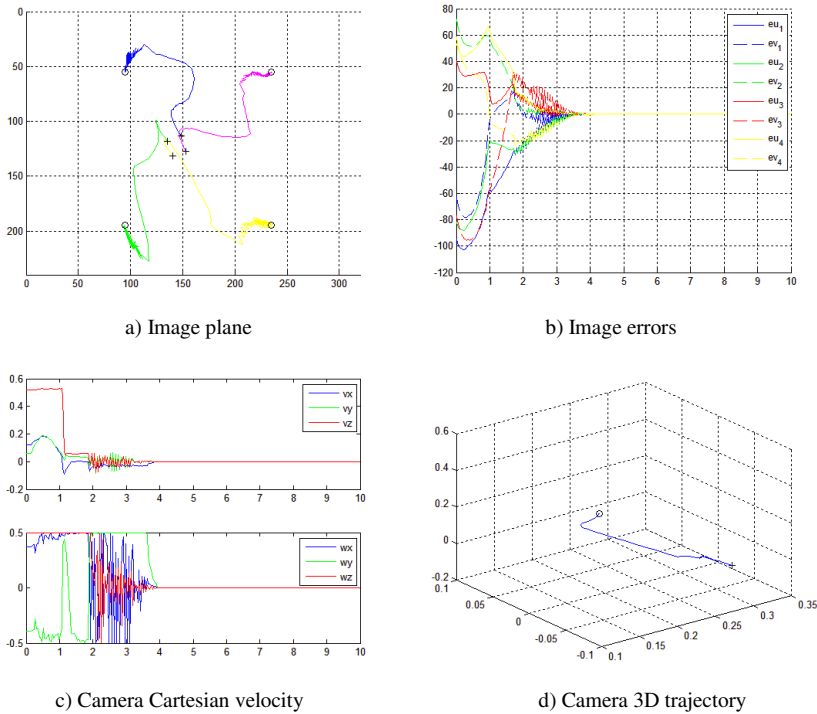 0
50
100
150
200
0 50 100 150 200 250 300
a) Image plane
80
60
40
20
0
-20
-40
-60
-80
-100
-120
0 1 2 3 4 5 6 7 8 9 10
eu1
ev1
eu2
ev2
eu3
ev3
eu4
ev4
b) Image errors
0.6
0.4
0.2
0
-0.2
0 1 2 3 4 5 6 7 8 9 10
vx
vy
vz
0.5
0
-0.5
0 1 2 3 4 5 6 7 8 9 10
wx
wy
wz
c) Camera Cartesian velocity
0.6
0.4
0.2
0
-0.2
0.1
0.05
0
-0.05
-0.1
0.1
0.15
0.2
0.25
0.3
0.35
d) Camera 3D trajectory